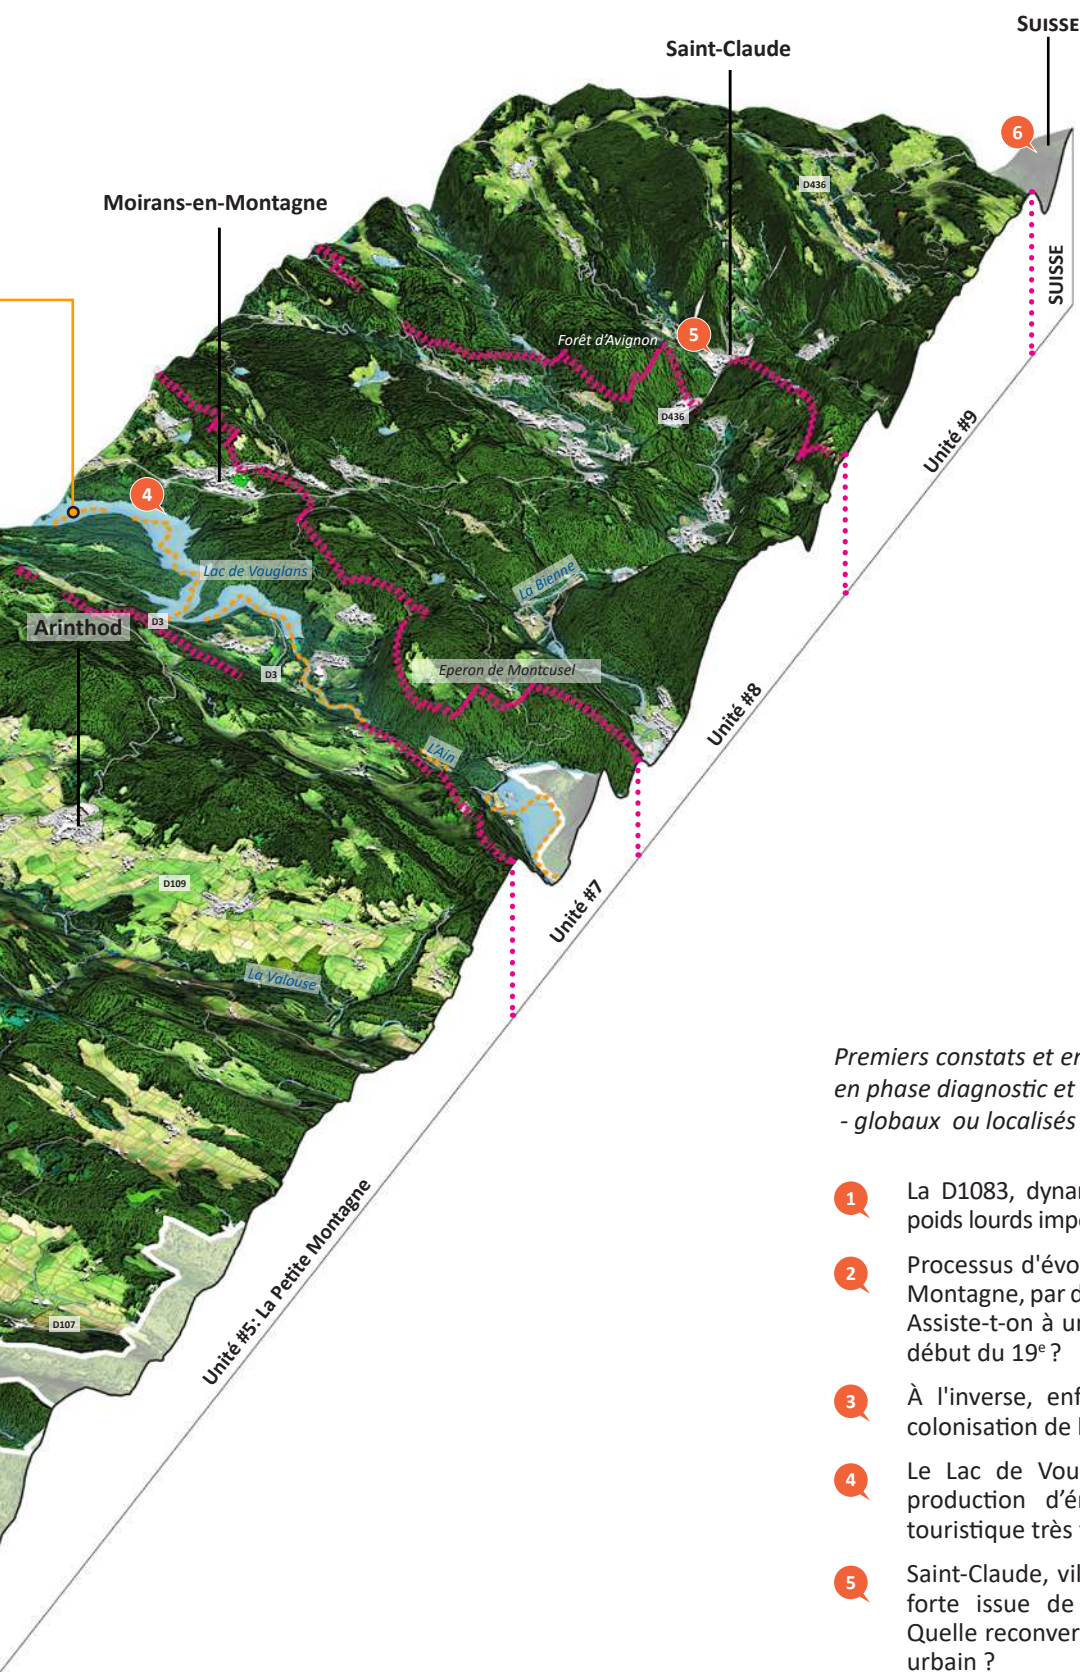 SUISSE
Saint-Claude
6
D436
Moirans-en-Montagne
SUISSE
5
Forêt d'Avignon
D436
Unité #9
4
Lac de Vouglans
La Bienne
Arinthod
D3
D3
Eperon de Montcusel
Unité #8
L'Ain
D109
Unité #7
La Valouse
Premiers constats et en
en phase diagnostic et
- globaux ou localisés
1
La D1083, dynan
poids lourds impo
2
Processus d'évo
Montagne, par d
Assiste-t-on à un
début du 19e ?
3
À l'inverse, enf
colonisation de l
4
Le Lac de Voug
production d'én
touristique très
5
Saint-Claude, vil
forte issue de
Quelle reconver
urbain ?
Unité #5: La Petite Montagne
D107